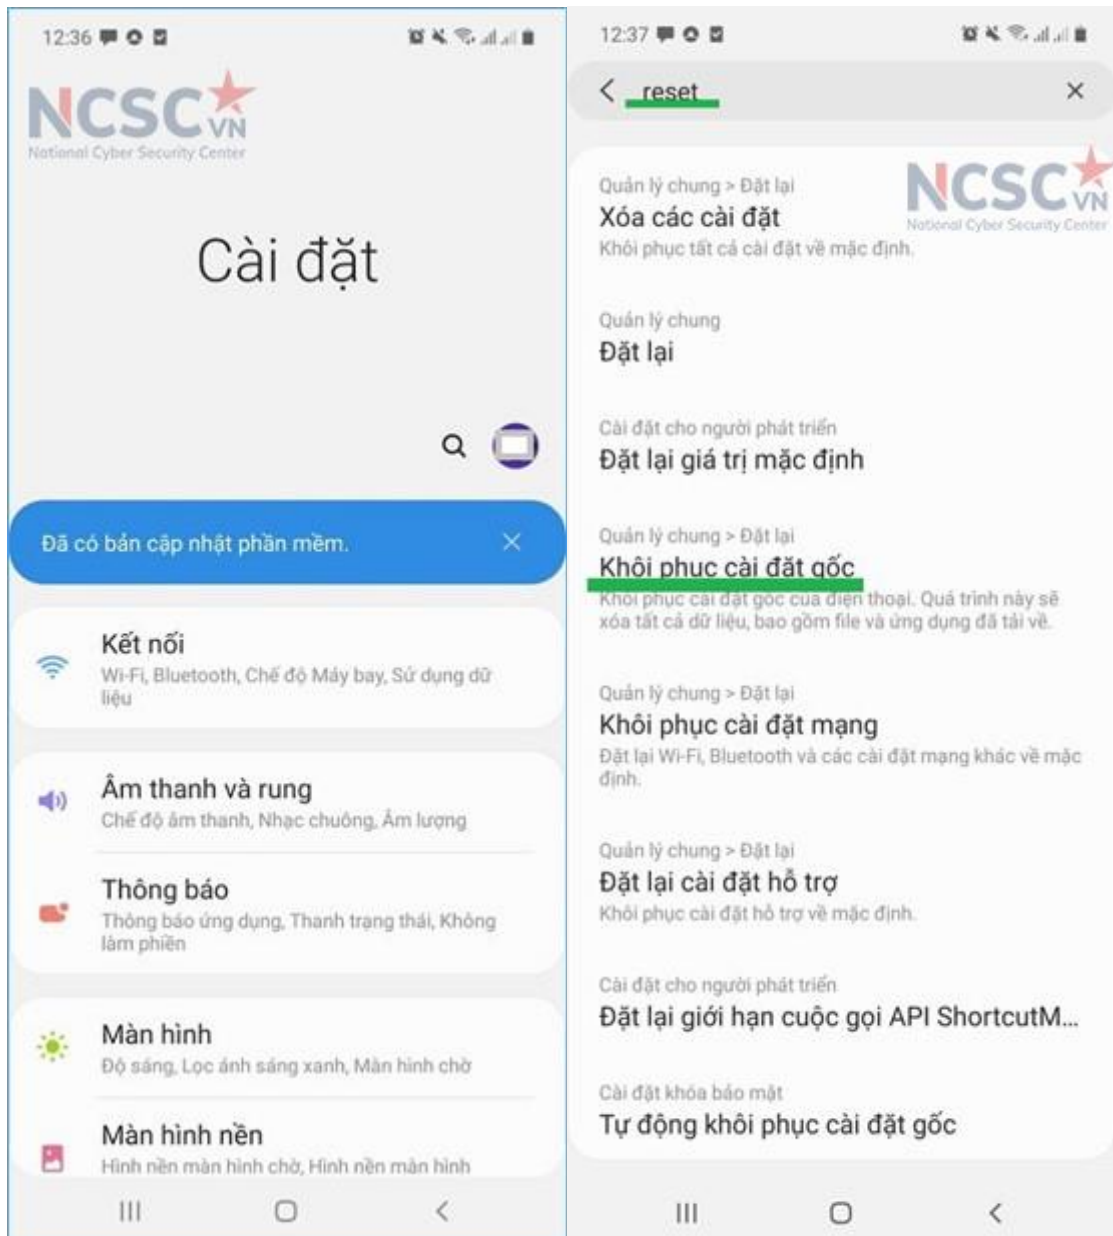 12:36
NCSC VN
National Cyber Security Center
Cài đặt
Đã có bản cập nhật phần mềm.
Kết nối
Wi-Fi, Bluetooth, Chế độ Máy bay, Sử dụng dữ
liệu
Âm thanh và rung
Chế độ âm thanh, Nhạc chuông, Âm lượng
Thông báo
Thông báo ứng dụng, Thanh trạng thái, Không
làm phiền
Màn hình
Độ sáng, Lọc ánh sáng xanh, Màn hình chờ
Màn hình nền
Hình nền màn hình chờ, Hình nền màn hình
12:37
reset
NCSC VN
National Cyber Security Center
Quản lý chung > Đặt lại
Xóa các cài đặt
Khôi phục tất cả cài đặt về mặc định.
Quản lý chung
Đặt lại
Cài đặt cho người phát triển
Đặt lại giá trị mặc định
Quản lý chung > Đặt lại
Khôi phục cài đặt gốc
Khôi phục cài đặt gốc của điện thoại. Quá trình này sẽ
xóa tất cả dữ liệu, bao gồm file và ứng dụng đã tải về.
Quản lý chung > Đặt lại
Khôi phục cài đặt mạng
Đặt lại Wi-Fi, Bluetooth và các cài đặt mạng khác về mặc
định.
Quản lý chung > Đặt lại
Đặt lại cài đặt hỗ trợ
Khôi phục cài đặt hỗ trợ về mặc định.
Cài đặt cho người phát triển
Đặt lại giới hạn cuộc gọi API ShortcutM...
Cài đặt khóa bảo mật
Tự động khôi phục cài đặt gốc